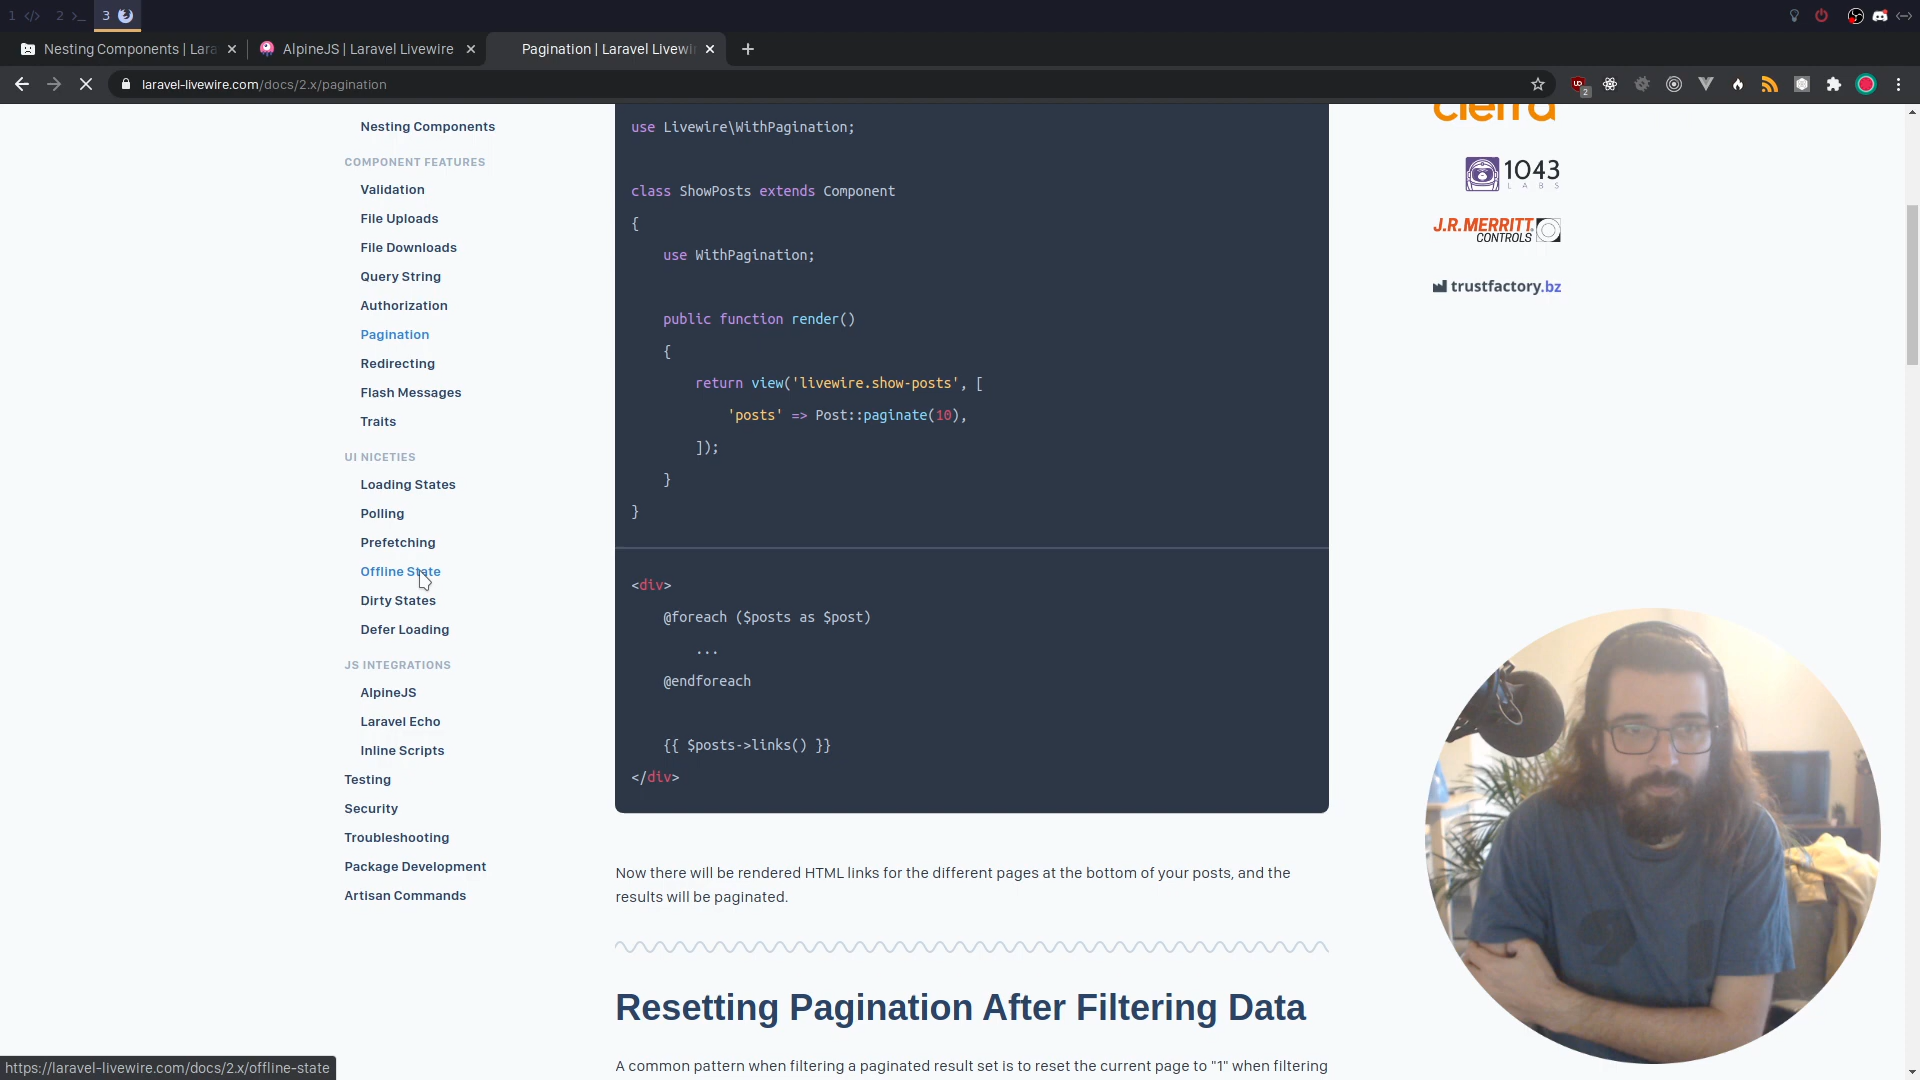 1 </> 2 >_ 3
Nesting Components | Lara
AlpineJS | Laravel Livewire
Pagination | Laravel Livewi
laravel-livewire.com/docs/2.x/pagination
2
Nesting Components
COMPONENT FEATURES
Validation
File Uploads
File Downloads
Query String
Authorization
Pagination
Redirecting
Flash Messages
Traits
UI NICETIES
Loading States
Polling
Prefetching
Offline State
Dirty States
Defer Loading
JS INTEGRATIONS
AlpineJS
Laravel Echo
Inline Scripts
Testing
Security
Troubleshooting
Package Development
Artisan Commands
use Livewire\WithPagination;
class ShowPosts extends Component
{
use WithPagination;
public function render()
{
return view('livewire.show-posts', [
'posts' => Post::paginate(10),
]);
}
}
<div>
@foreach ($posts as $post)
...
@endforeach
{{ $posts->links() }}
</div>
Now there will be rendered HTML links for the different pages at the bottom of your posts, and the
results will be paginated.
Resetting Pagination After Filtering Data
A common pattern when filtering a paginated result set is to reset the current page to "1" when filtering
cierra
1043
LABS
J.R.MERRITT
CONTROLS
trustfactory.bz
https://laravel-livewire.com/docs/2.x/offline-state